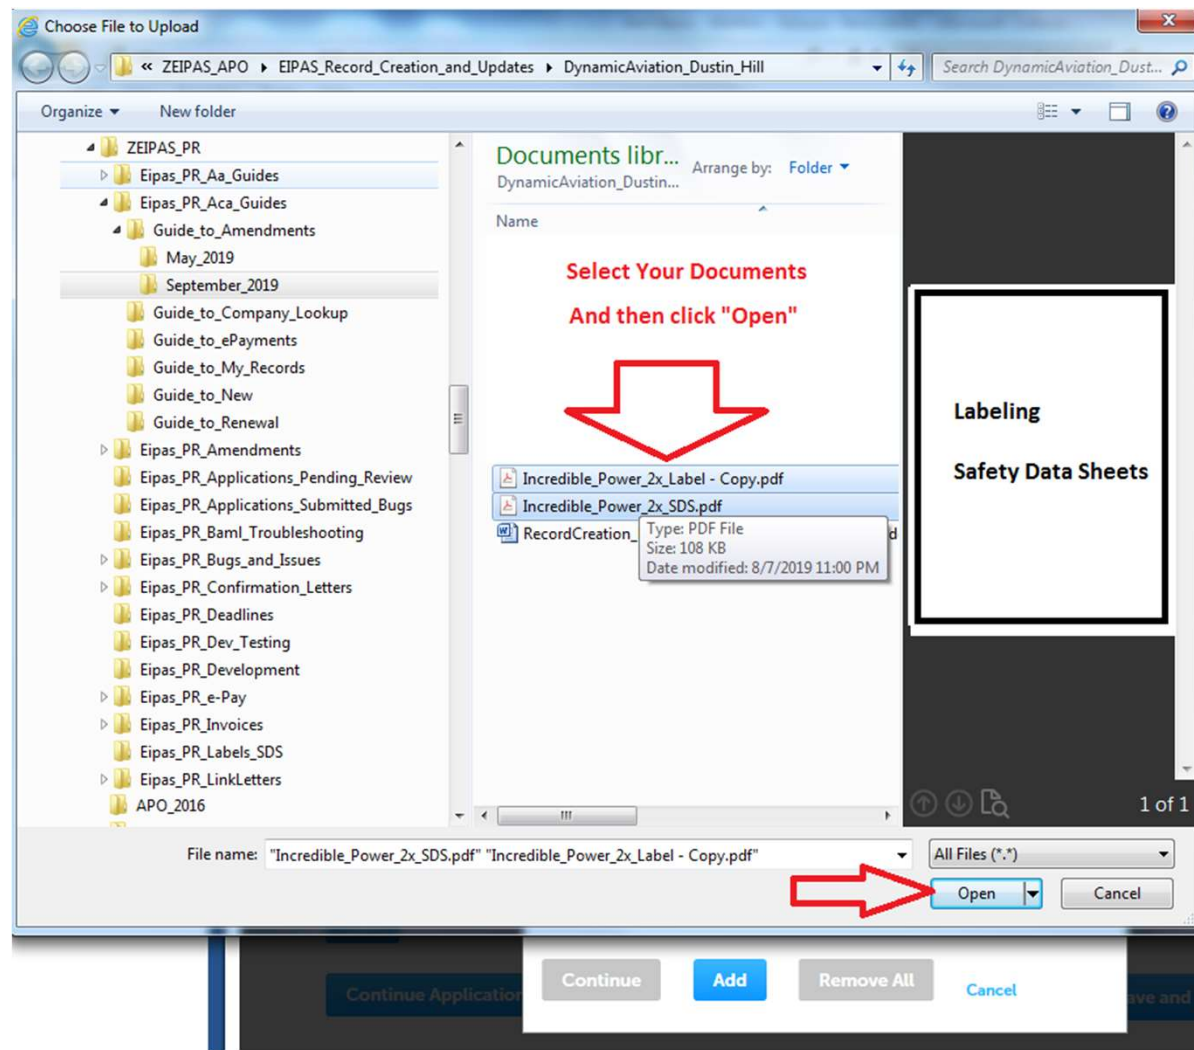 Choose File to Upload
« ZEIPAS_APO ▸ EIPAS_Record_Creation_and_Updates ▸ DynamicAviation_Dustin_Hill
Search DynamicAviation_Dust...
Organize
New folder
ZEIPAS_PR
Eipas_PR_Aa_Guides
Eipas_PR_Aca_Guides
Guide_to_Amendments
May_2019
September_2019
Guide_to_Company_Lookup
Guide_to_ePayments
Guide_to_My_Records
Guide_to_New
Guide_to_Renewal
Eipas_PR_Amendments
Eipas_PR_Applications_Pending_Review
Eipas_PR_Applications_Submitted_Bugs
Eipas_PR_Baml_Troubleshooting
Eipas_PR_Bugs_and_Issues
Eipas_PR_Confirmation_Letters
Eipas_PR_Deadlines
Eipas_PR_Dev_Testing
Eipas_PR_Development
Eipas_PR_e-Pay
Eipas_PR_Invoices
Eipas_PR_Labels_SDS
Eipas_PR_LinkLetters
APO_2016
Documents libr...
DynamicAviation_Dustin...
Arrange by: Folder
Name
Select Your Documents
And then click "Open"
Incredible_Power_2x_Label - Copy.pdf
Incredible_Power_2x_SDS.pdf
RecordCreation_
Type: PDF File
Size: 108 KB
Date modified: 8/7/2019 11:00 PM
Labeling
Safety Data Sheets
1 of 1
File name: "Incredible_Power_2x_SDS.pdf" "Incredible_Power_2x_Label - Copy.pdf"
All Files (*.*)
Open
Cancel
Continue Application
Continue
Add
Remove All
Cancel
ave and